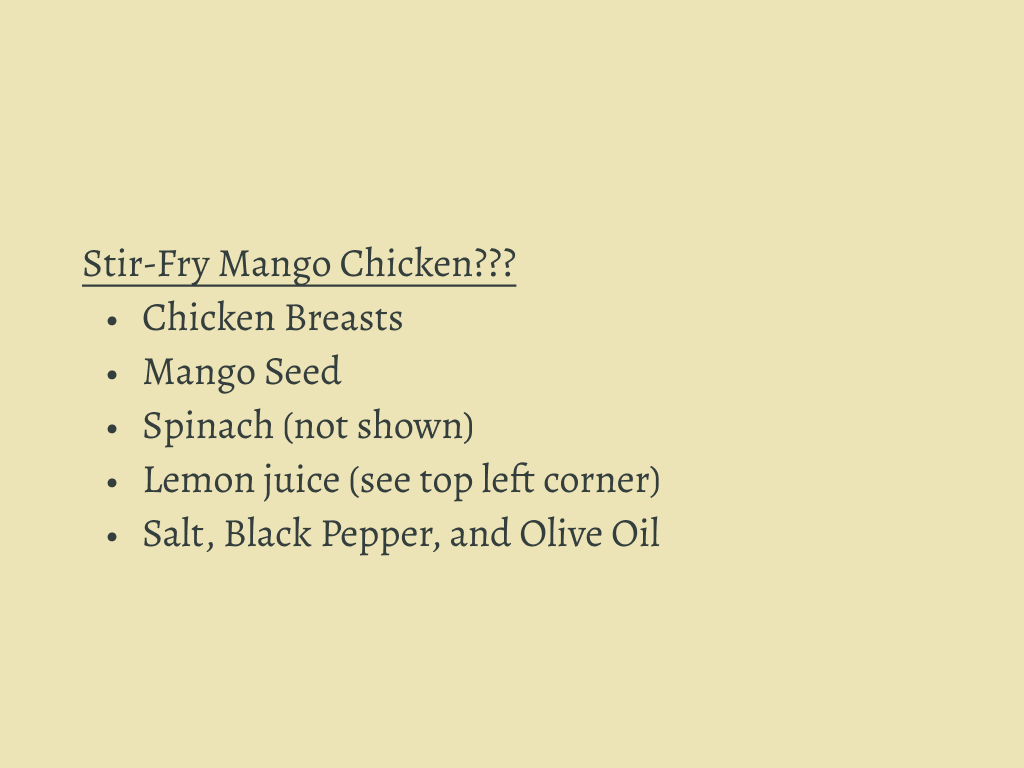 Stir-Fry Mango Chicken???
• Chicken Breasts
• Mango Seed
• Spinach (not shown)
• Lemon juice (see top left corner)
• Salt, Black Pepper, and Olive Oil